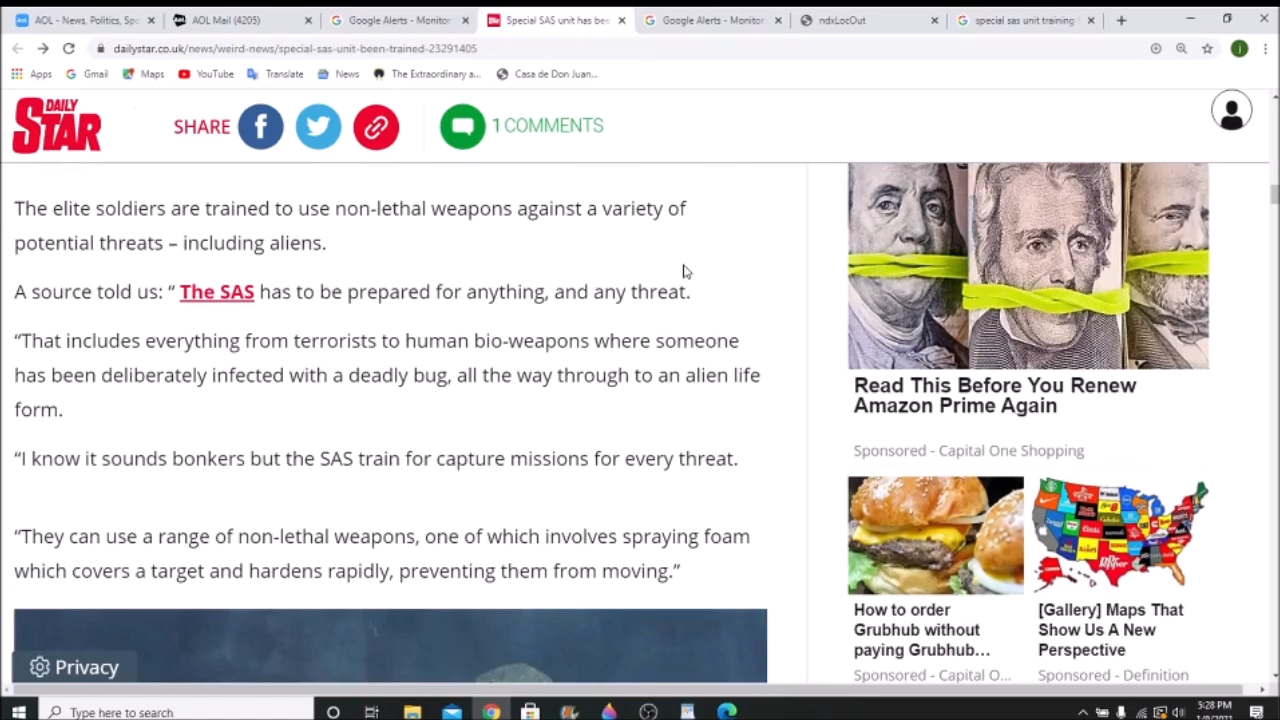 AOL - News, Politics, Sp
AOL Mail (4205)
Google Alerts - Monitor
Special SAS unit has bee
Google Alerts - Monitor
ndxLocOut
special sas unit training
dailystar.co.uk/news/weird-news/special-sas-unit-been-trained-23291405
j
Apps
Gmail
Maps
YouTube
Translate
News
The Extraordinary a...
Casa de Don Juan...
DAILY
STAR
SHARE
1 COMMENTS
The elite soldiers are trained to use non-lethal weapons against a variety of
potential threats – including aliens.
A source told us: “ The SAS has to be prepared for anything, and any threat.
“That includes everything from terrorists to human bio-weapons where someone
has been deliberately infected with a deadly bug, all the way through to an alien life
form.
“I know it sounds bonkers but the SAS train for capture missions for every threat.
“They can use a range of non-lethal weapons, one of which involves spraying foam
which covers a target and hardens rapidly, preventing them from moving.”
Privacy
Read This Before You Renew
Amazon Prime Again
Sponsored - Capital One Shopping
How to order
Grubhub without
paying Grubhub...
Sponsored - Capital O...
[Gallery] Maps That
Show Us A New
Perspective
Sponsored - Definition
Type here to search
5:28 PM
1/9/2021